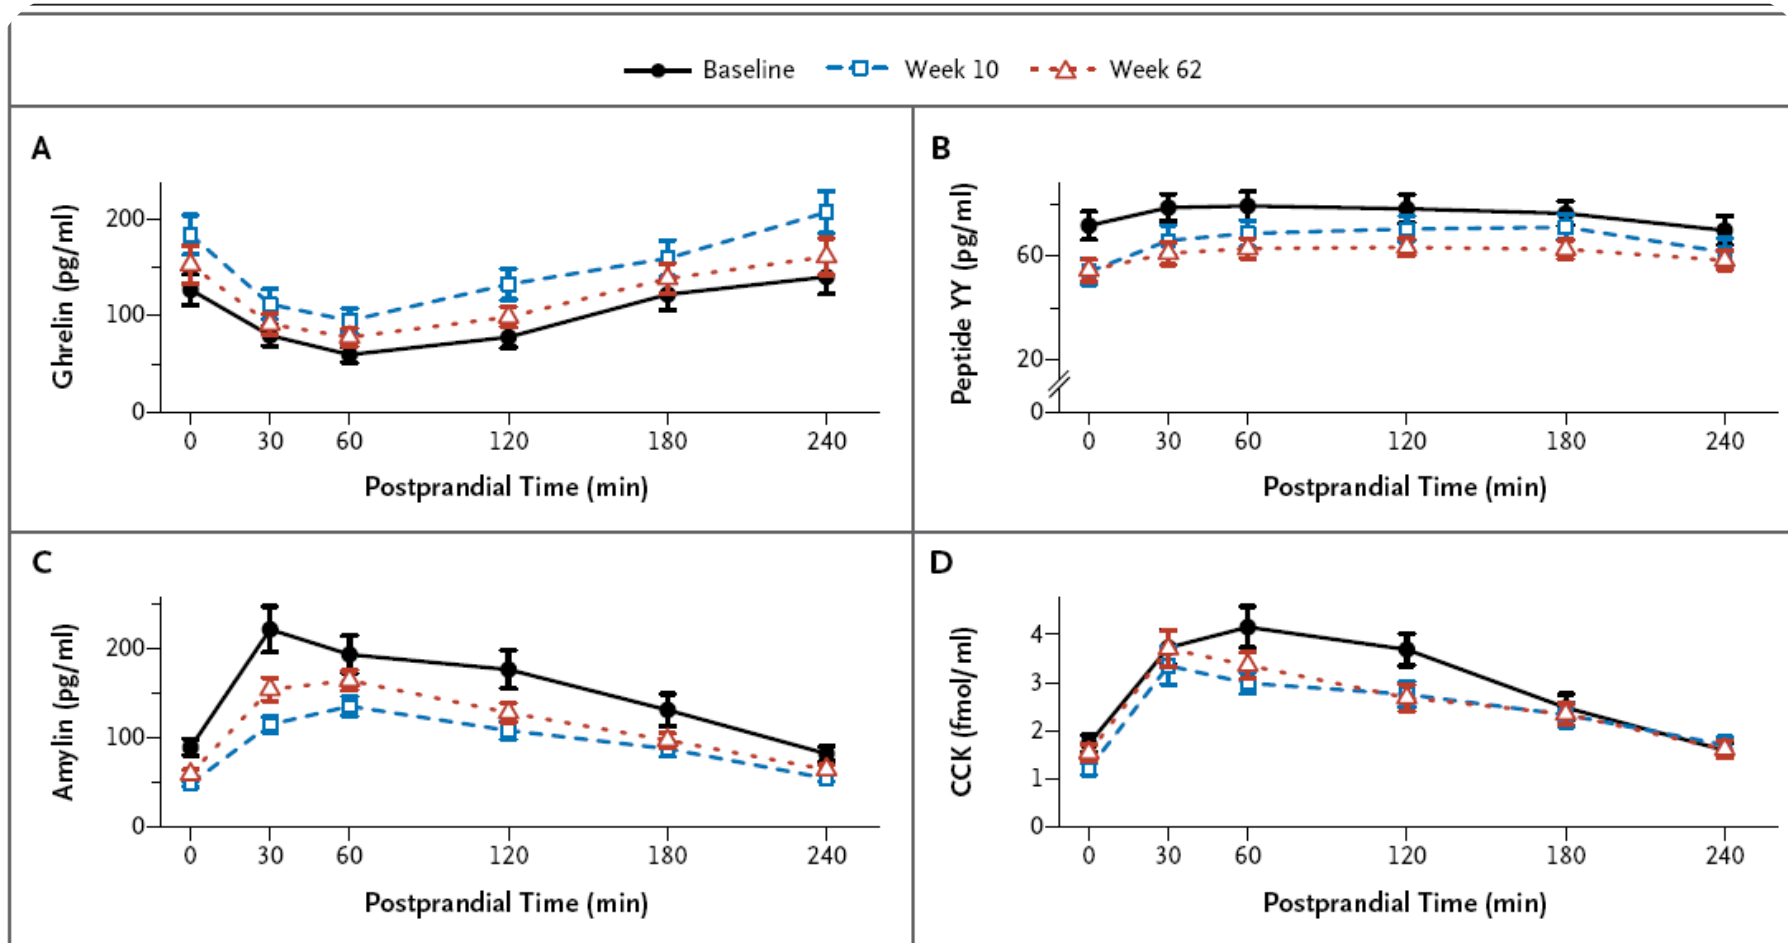 Baseline Week 10 Week 62
A
Ghrelin (pg/ml)
200
100
0
0 30 60 120 180 240
Postprandial Time (min)
B
Peptide YY (pg/ml)
60
20
0
0 30 60 120 180 240
Postprandial Time (min)
C
Amylin (pg/ml)
200
100
0
0 30 60 120 180 240
Postprandial Time (min)
D
CCK (fmol/ml)
4
3
2
1
0
0 30 60 120 180 240
Postprandial Time (min)